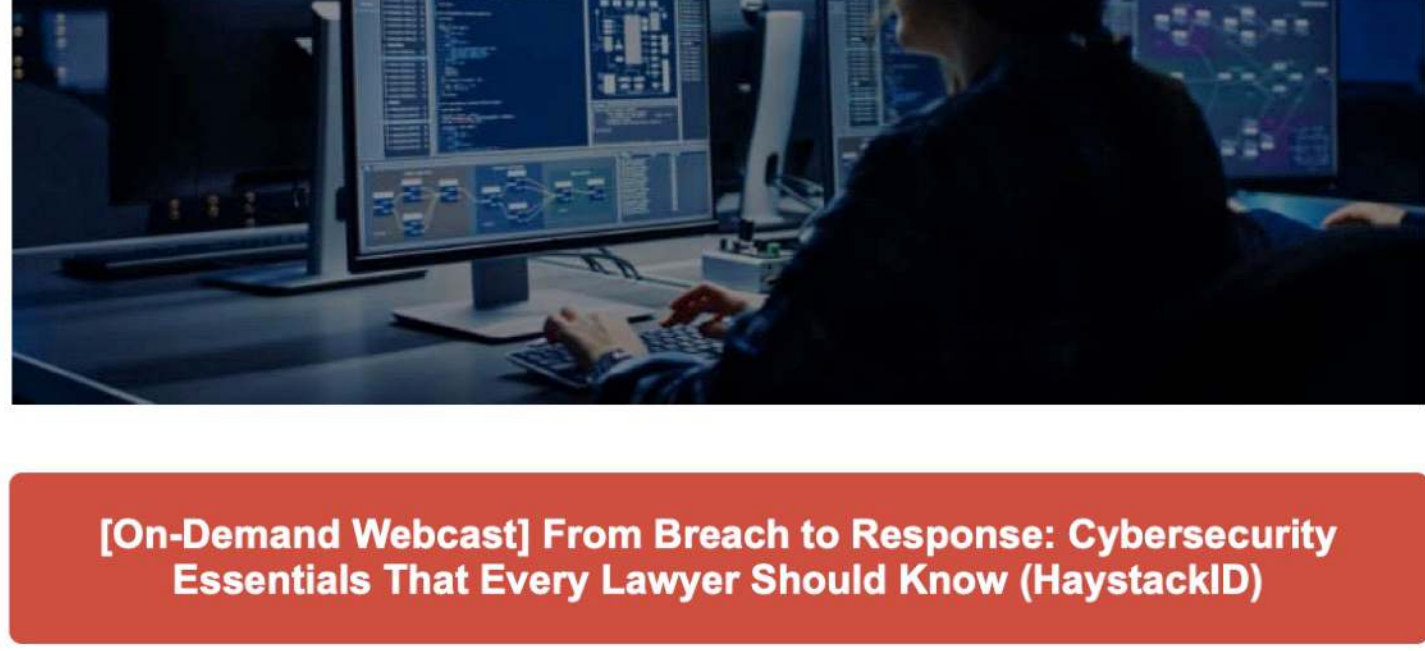 [On-Demand Webcast] From Breach to Response: Cybersecurity
Essentials That Every Lawyer Should Know (HaystackID)